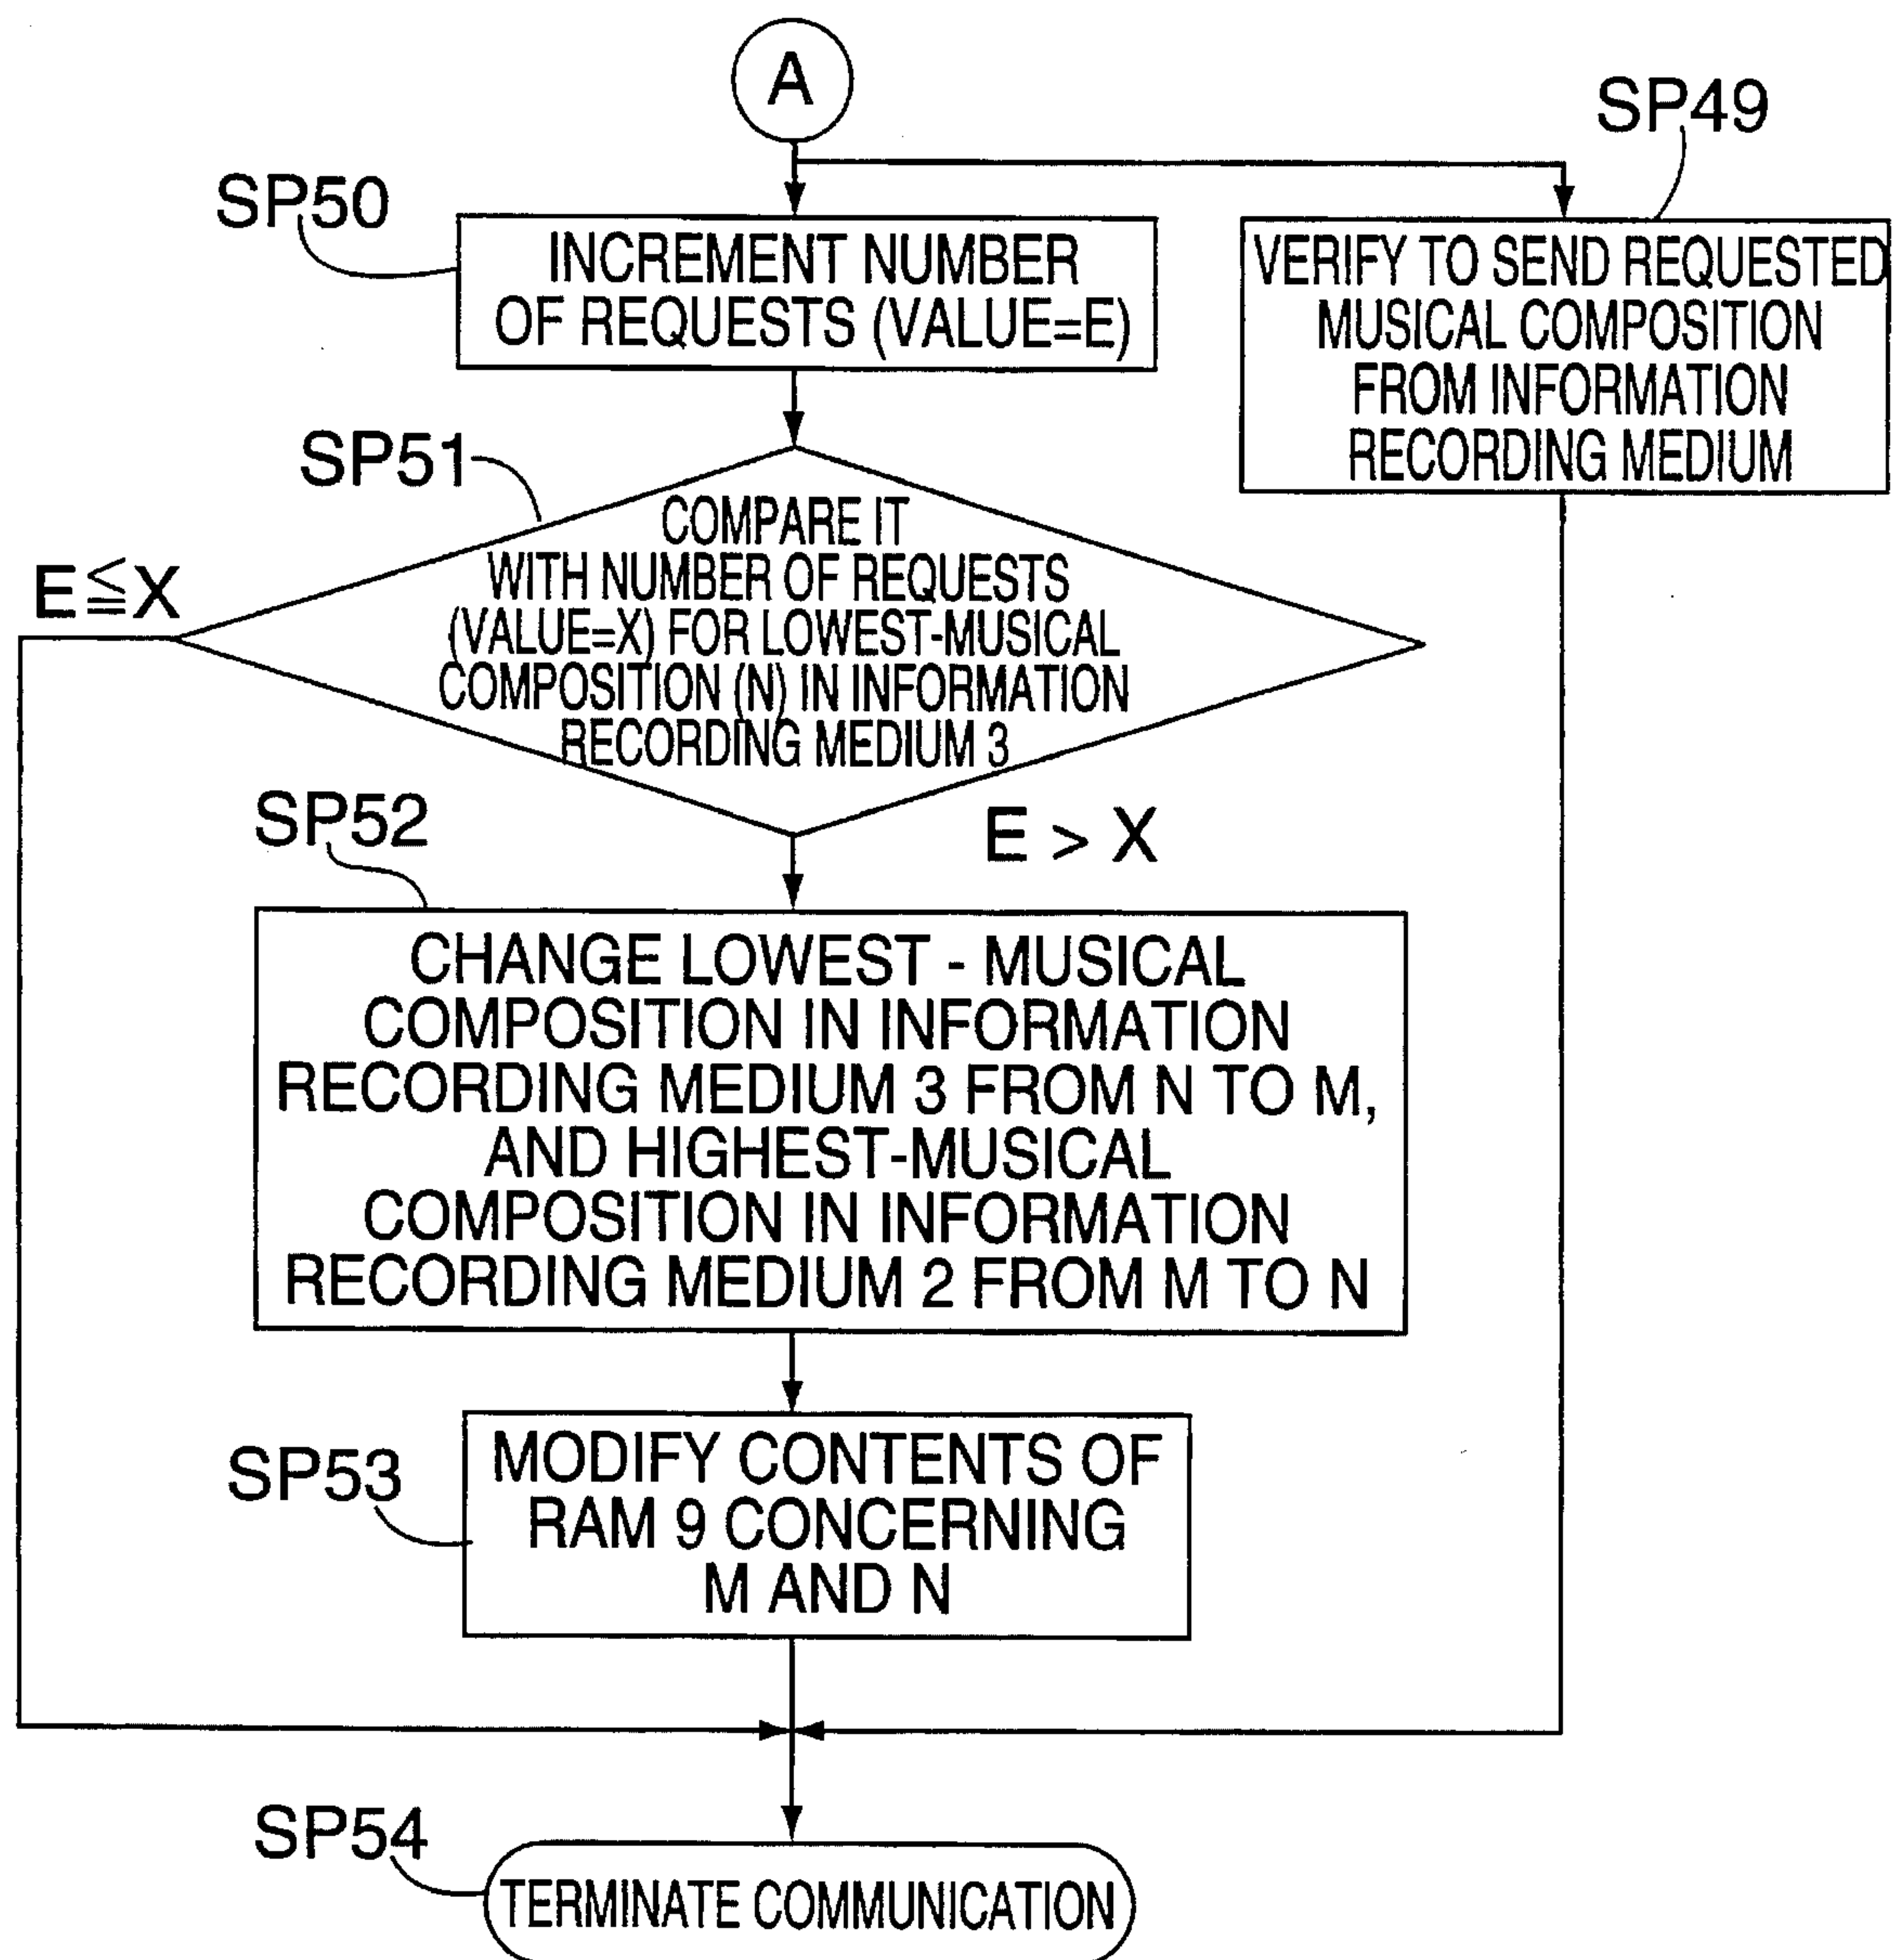 A
SP49
SP50
INCREMENT NUMBER
OF REQUESTS (VALUE=E)
VERIFY TO SEND REQUESTED
MUSICAL COMPOSITION
FROM INFORMATION
RECORDING MEDIUM
SP51
COMPARE IT
WITH NUMBER OF REQUESTS
(VALUE=X) FOR LOWEST-MUSICAL
COMPOSITION (N) IN INFORMATION
RECORDING MEDIUM 3
E≦X
SP52
E > X
CHANGE LOWEST - MUSICAL
COMPOSITION IN INFORMATION
RECORDING MEDIUM 3 FROM N TO M,
AND HIGHEST-MUSICAL
COMPOSITION IN INFORMATION
RECORDING MEDIUM 2 FROM M TO N
SP53
MODIFY CONTENTS OF
RAM 9 CONCERNING
M AND N
SP54
TERMINATE COMMUNICATION